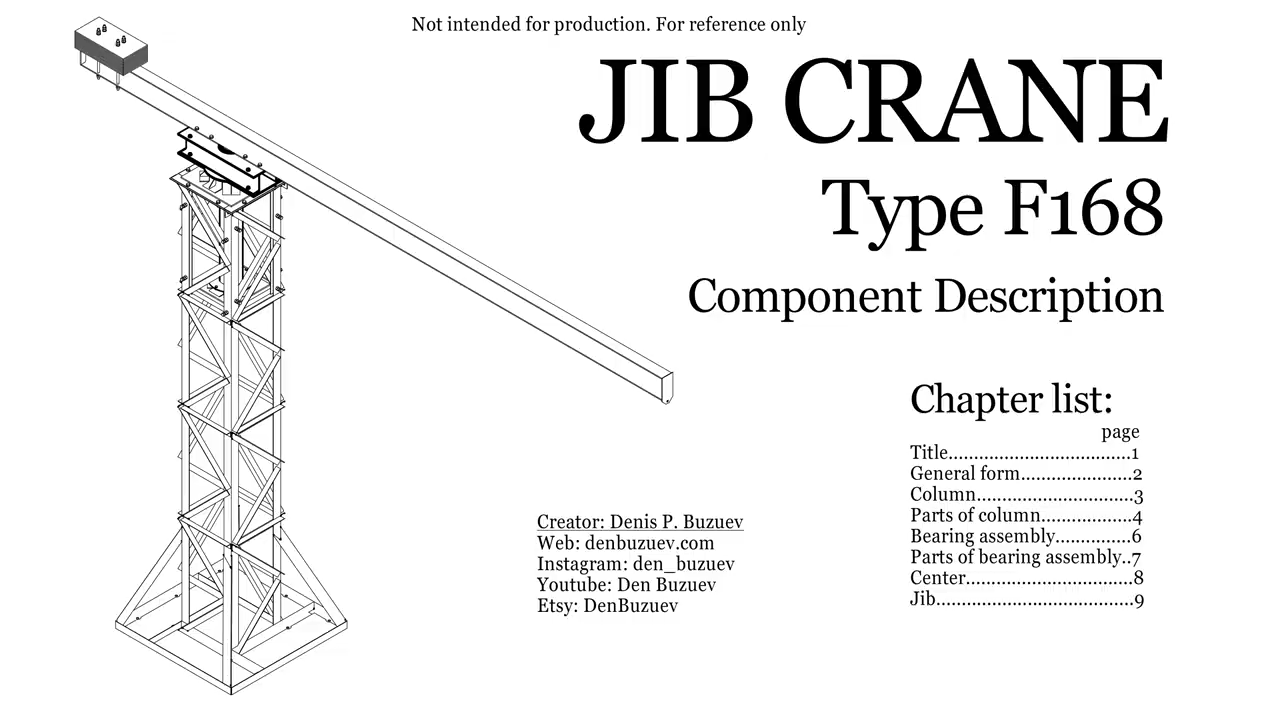 Not intended for production. For reference only
JIB CRANE
Type F168
Component Description
Chapter list:
page
Title...................................1
General form......................2
Column...............................3
Parts of column..................4
Bearing assembly...............6
Parts of bearing assembly..7
Center.................................8
Jib.......................................9
Creator: Denis P. Buzuev
Web: denbuzuev.com
Instagram: den_buzuev
Youtube: Den Buzuev
Etsy: DenBuzuev